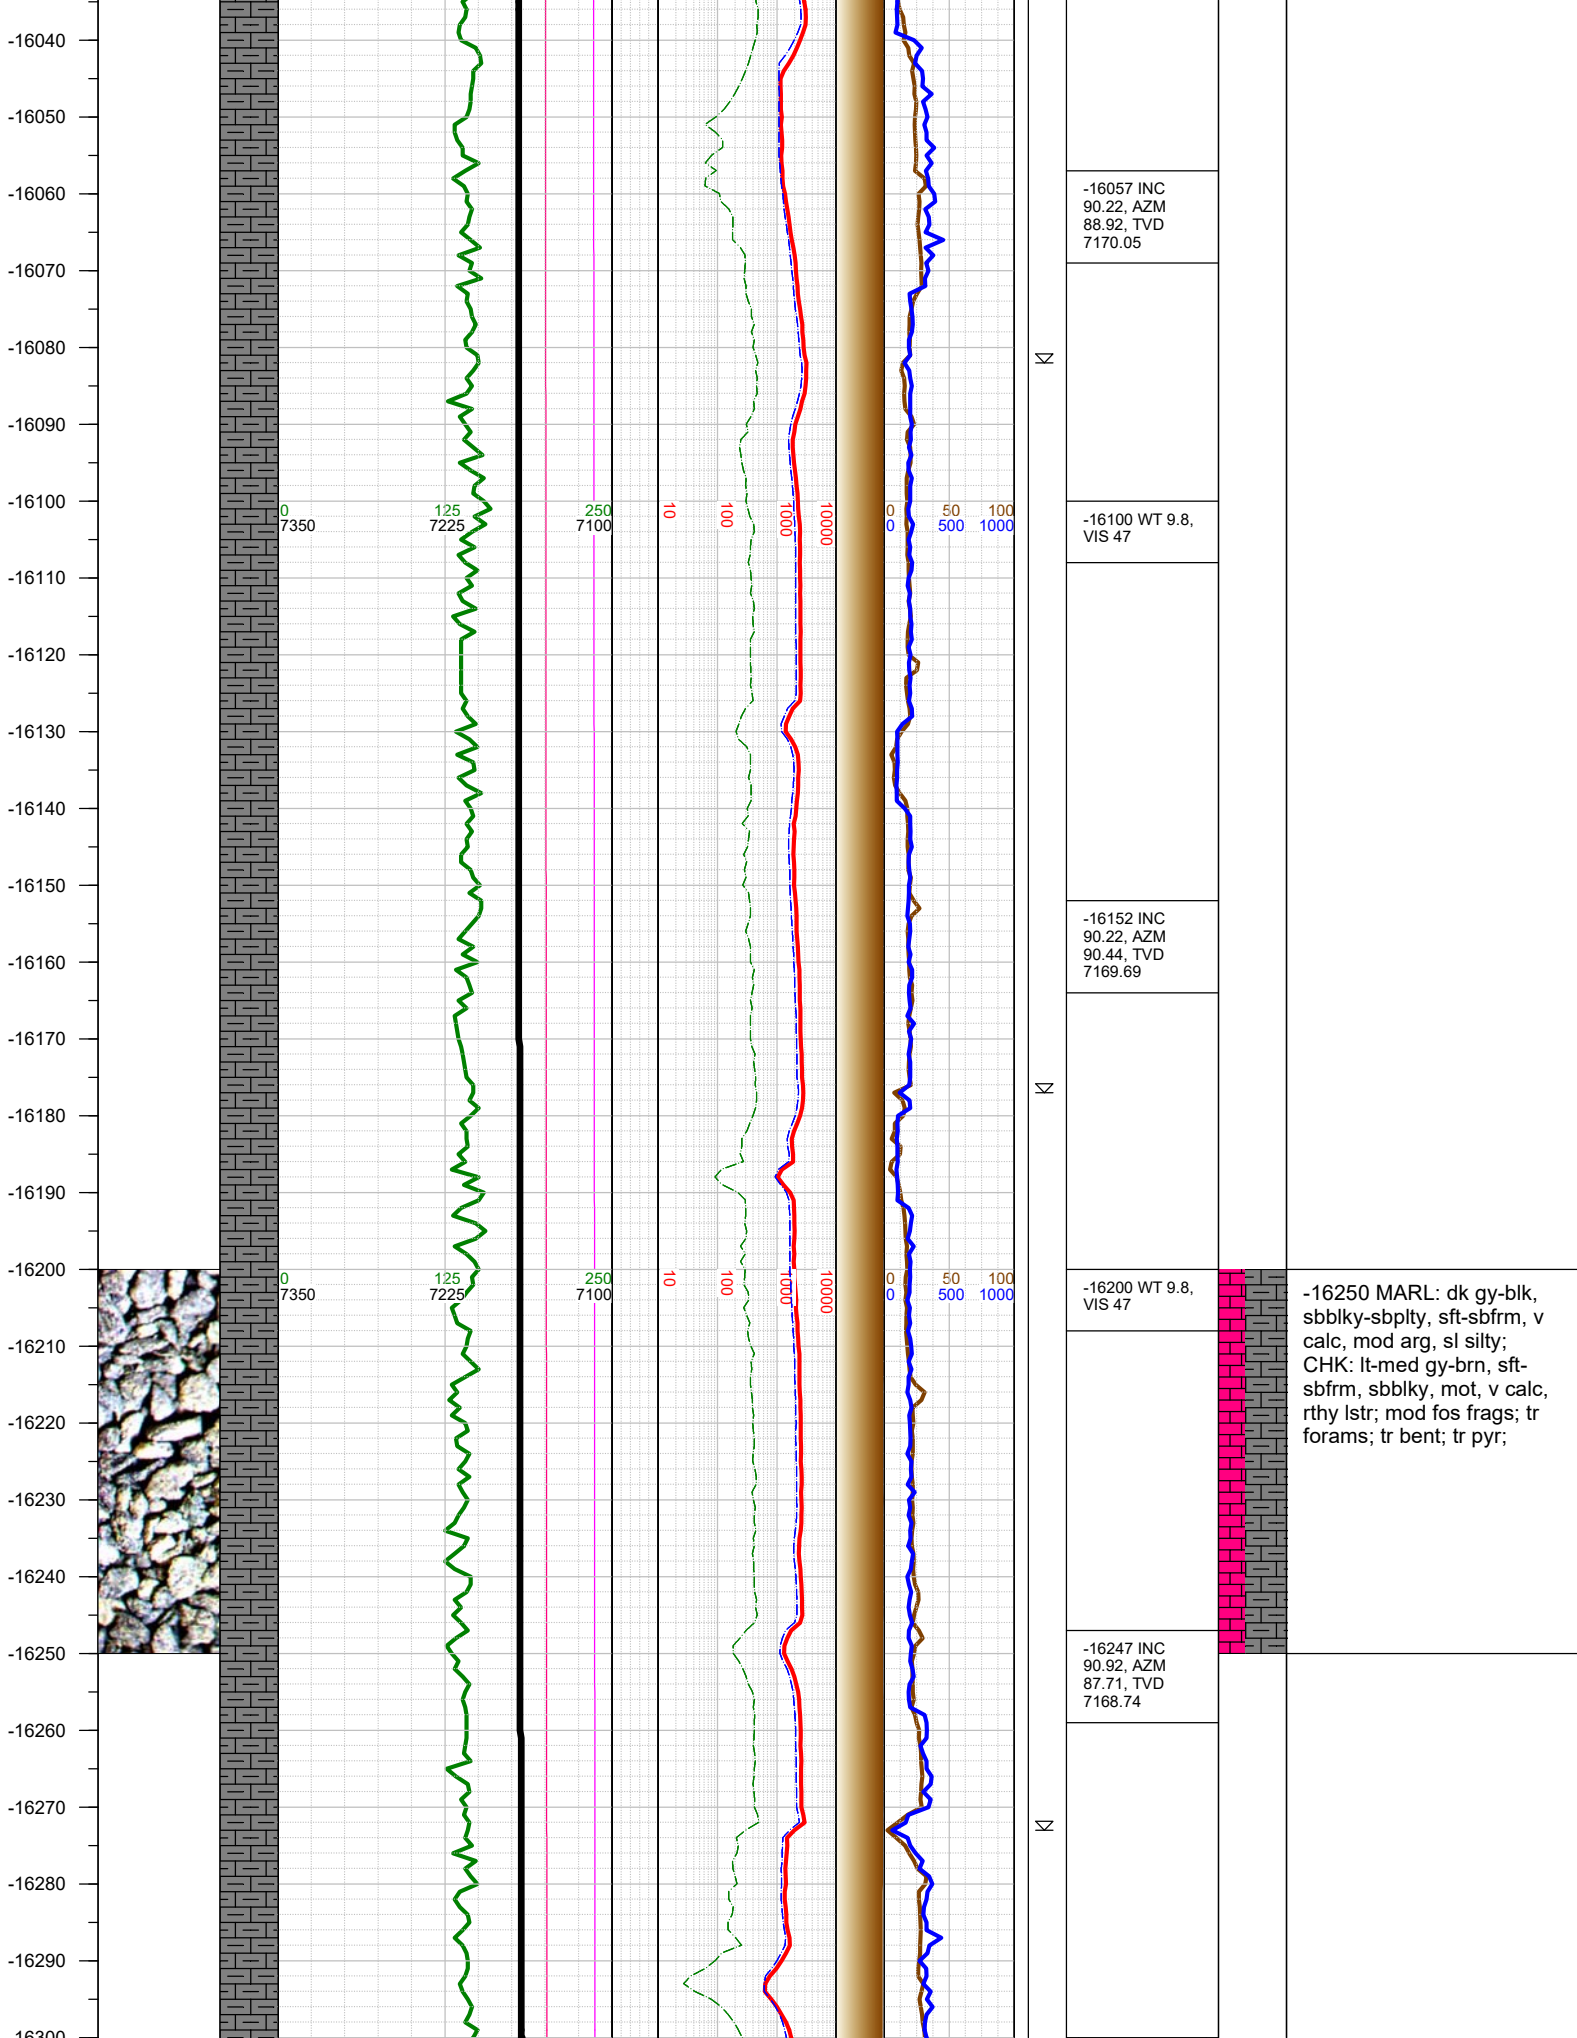 -16040
-16050
-16057 INC
90.22, AZM
88.92, TVD
7170.05
-16060
-16070
-16080
-16090
-16100
0 125 250
7350 7225 7100
10 100 1000 10000
0 50 100
0 500 1000
-16100 WT 9.8,
VIS 47
-16110
-16120
-16130
-16140
-16150
-16152 INC
90.22, AZM
90.44, TVD
7169.69
-16160
-16170
-16180
-16190
-16200
0 125 250
7350 7225 7100
10 100 1000 10000
0 50 100
0 500 1000
-16200 WT 9.8,
VIS 47
-16250 MARL: dk gy-blk,
sbblky-sbplty, sft-sbfrm, v
calc, mod arg, sl silty;
CHK: lt-med gy-brn, sft-
sbfrm, sbblky, mot, v calc,
rthy lstr; mod fos frags; tr
forams; tr bent; tr pyr;
-16210
-16220
-16230
-16240
-16247 INC
90.92, AZM
87.71, TVD
7168.74
-16250
-16260
-16270
-16280
-16290
-16300